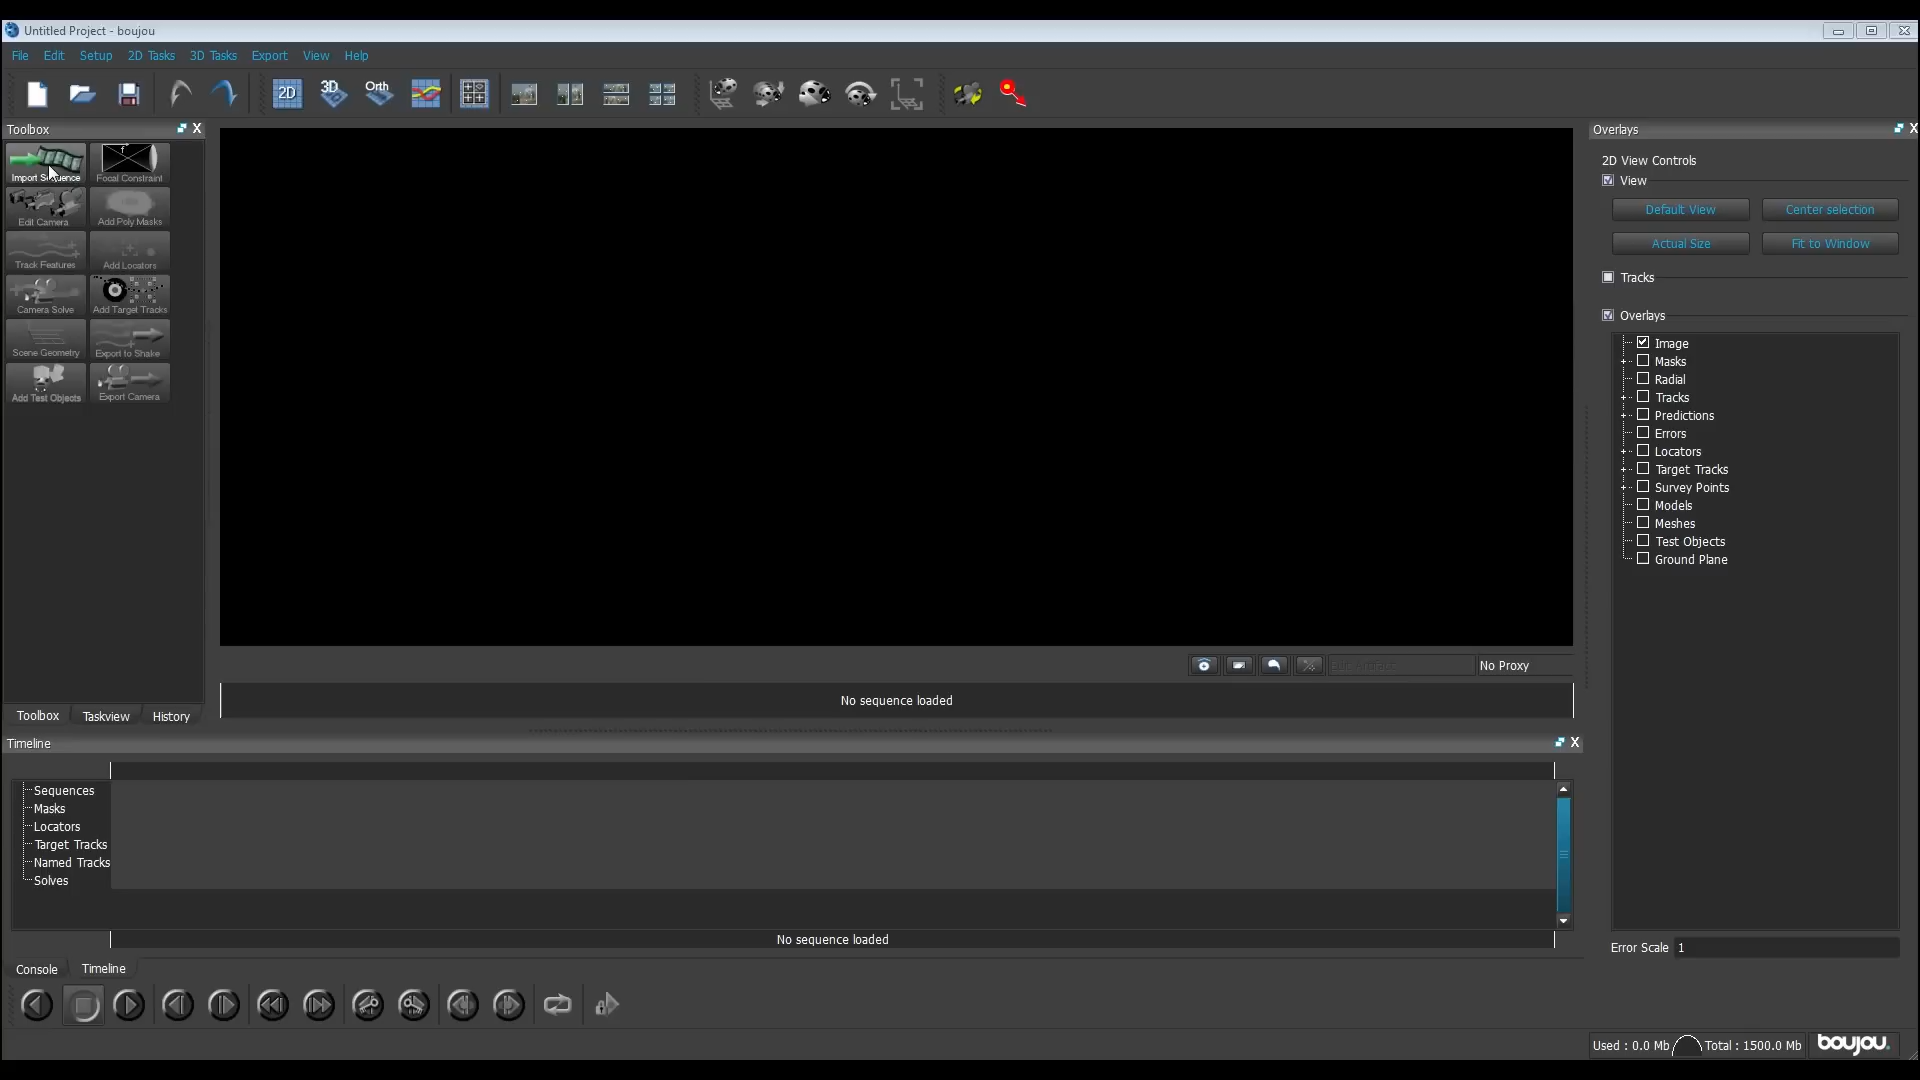 Untitled Project - boujou
File Edit Setup 2D Tasks 3D Tasks Export View Help
2D 3D Orth
Toolbox
Import Sequence
Focal Constraint
Edit Camera
Add Poly Masks
Track Features
Add Locators
Camera Solve
Add Target Tracks
Scene Geometry
Export to Shake
Add Test Objects
Export Camera
Toolbox Taskview History
No Proxy
No sequence loaded
Overlays
2D View Controls
View
Default View Center selection
Actual Size Fit to Window
Tracks
Overlays
Image
Masks
Radial
Tracks
Predictions
Errors
Locators
Target Tracks
Survey Points
Models
Meshes
Test Objects
Ground Plane
Error Scale 1
Timeline
Sequences
Masks
Locators
Target Tracks
Named Tracks
Solves
No sequence loaded
Console Timeline
Used : 0.0 Mb Total : 1500.0 Mb boujou.